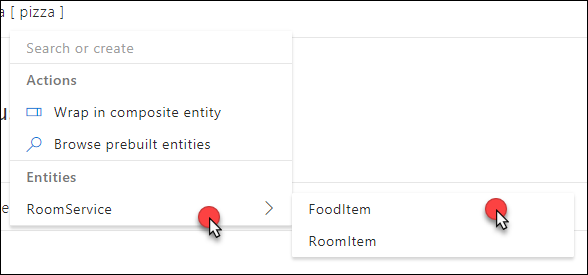 a [ pizza ]
Search or create
Actions
Wrap in composite entity
Browse prebuilt entities
Entities
RoomService
FoodItem
RoomItem